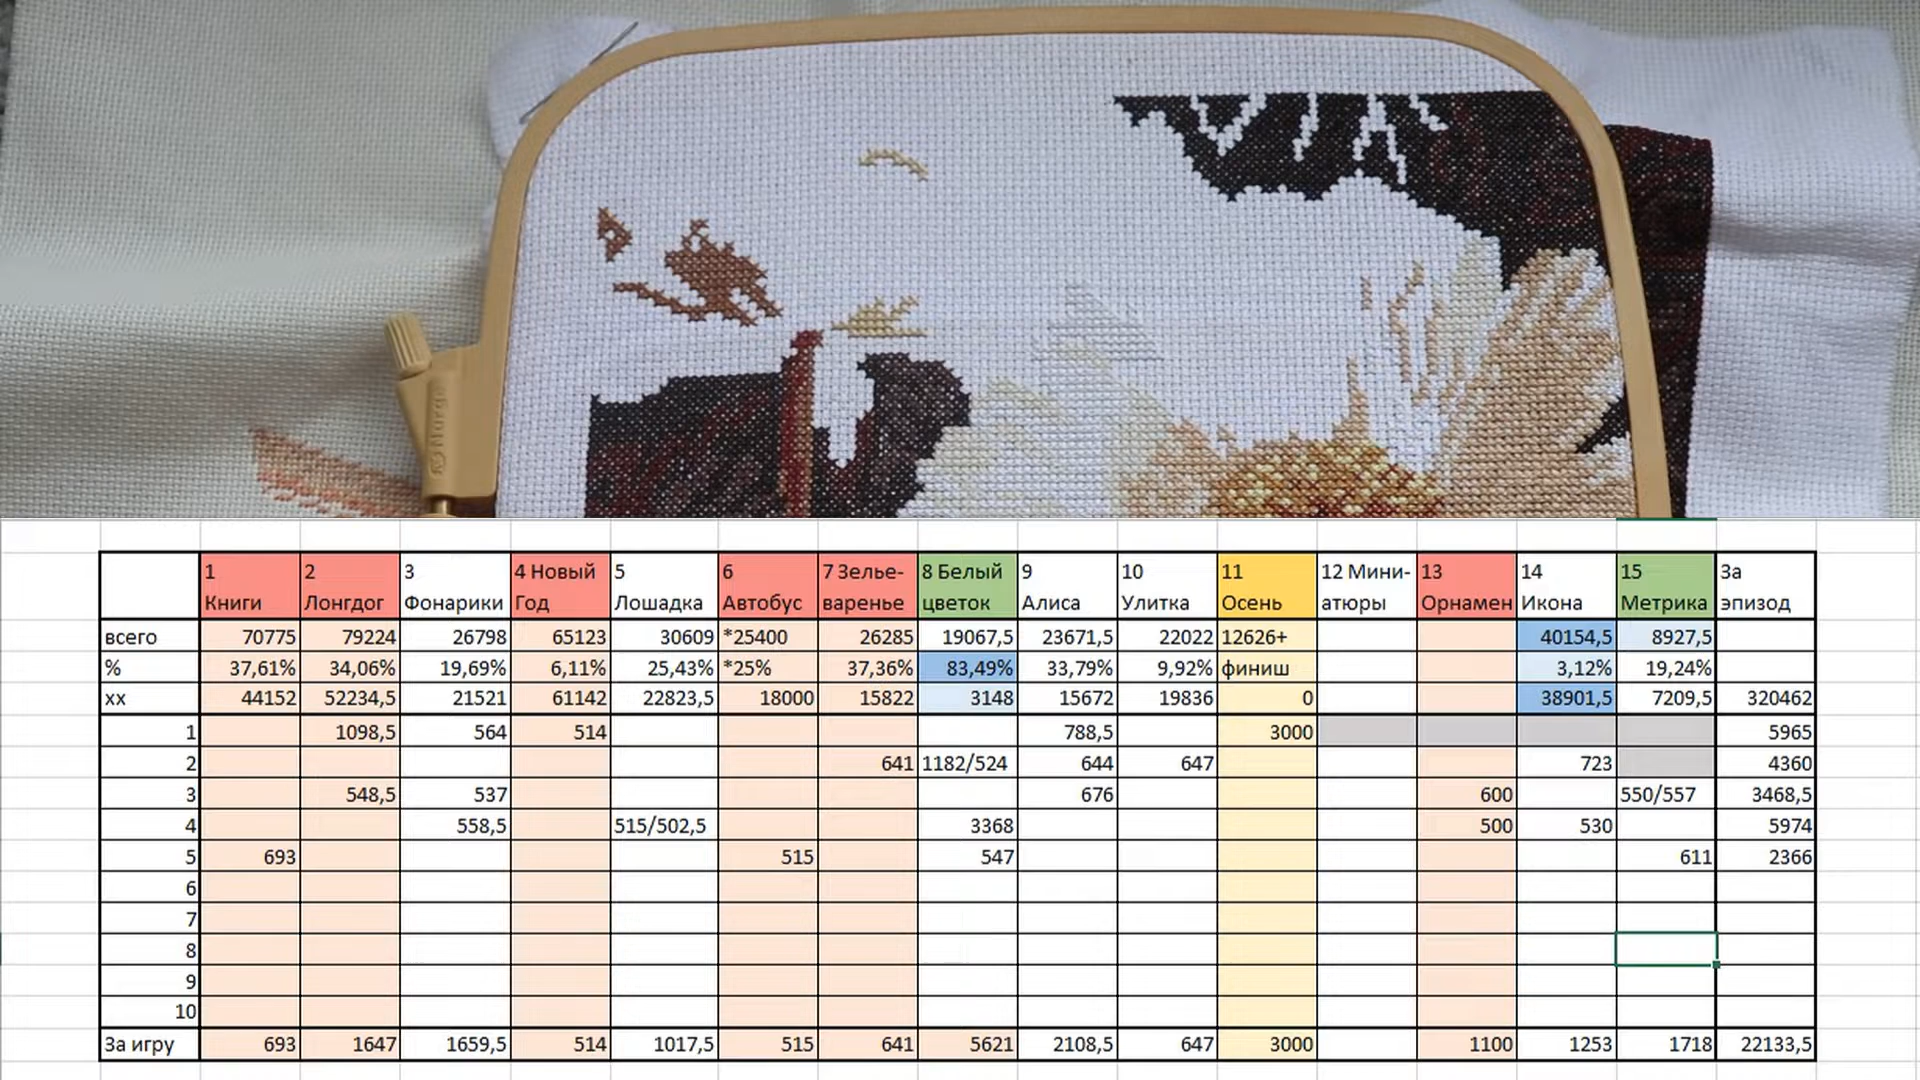 Nurge
1 Книги	2 Лонгдог	3 Фонарики	4 Новый Год	5 Лошадка	6 Автобус	7 Зелье-варенье	8 Белый цветок	9 Алиса	10 Улитка	11 Осень	12 Мини-атюры	13 Орнамен	14 Икона	15 Метрика	За эпизод
всего	70775	79224	26798	65123	30609	*25400	26285	19067,5	23671,5	22022	12626+			40154,5	8927,5
%	37,61%	34,06%	19,69%	6,11%	25,43%	*25%	37,36%	83,49%	33,79%	9,92%	финиш			3,12%	19,24%
хх	44152	52234,5	21521	61142	22823,5	18000	15822	3148	15672	19836	0			38901,5	7209,5	320462
1		1098,5	564	514					788,5		3000					5965
2							641	1182/524	644	647				723		4360
3		548,5	537						676				600		550/557	3468,5
4			558,5		515/502,5			3368					500	530		5974
5	693					515		547							611	2366
6
7
8
9
10
За игру	693	1647	1659,5	514	1017,5	515	641	5621	2108,5	647	3000		1100	1253	1718	22133,5